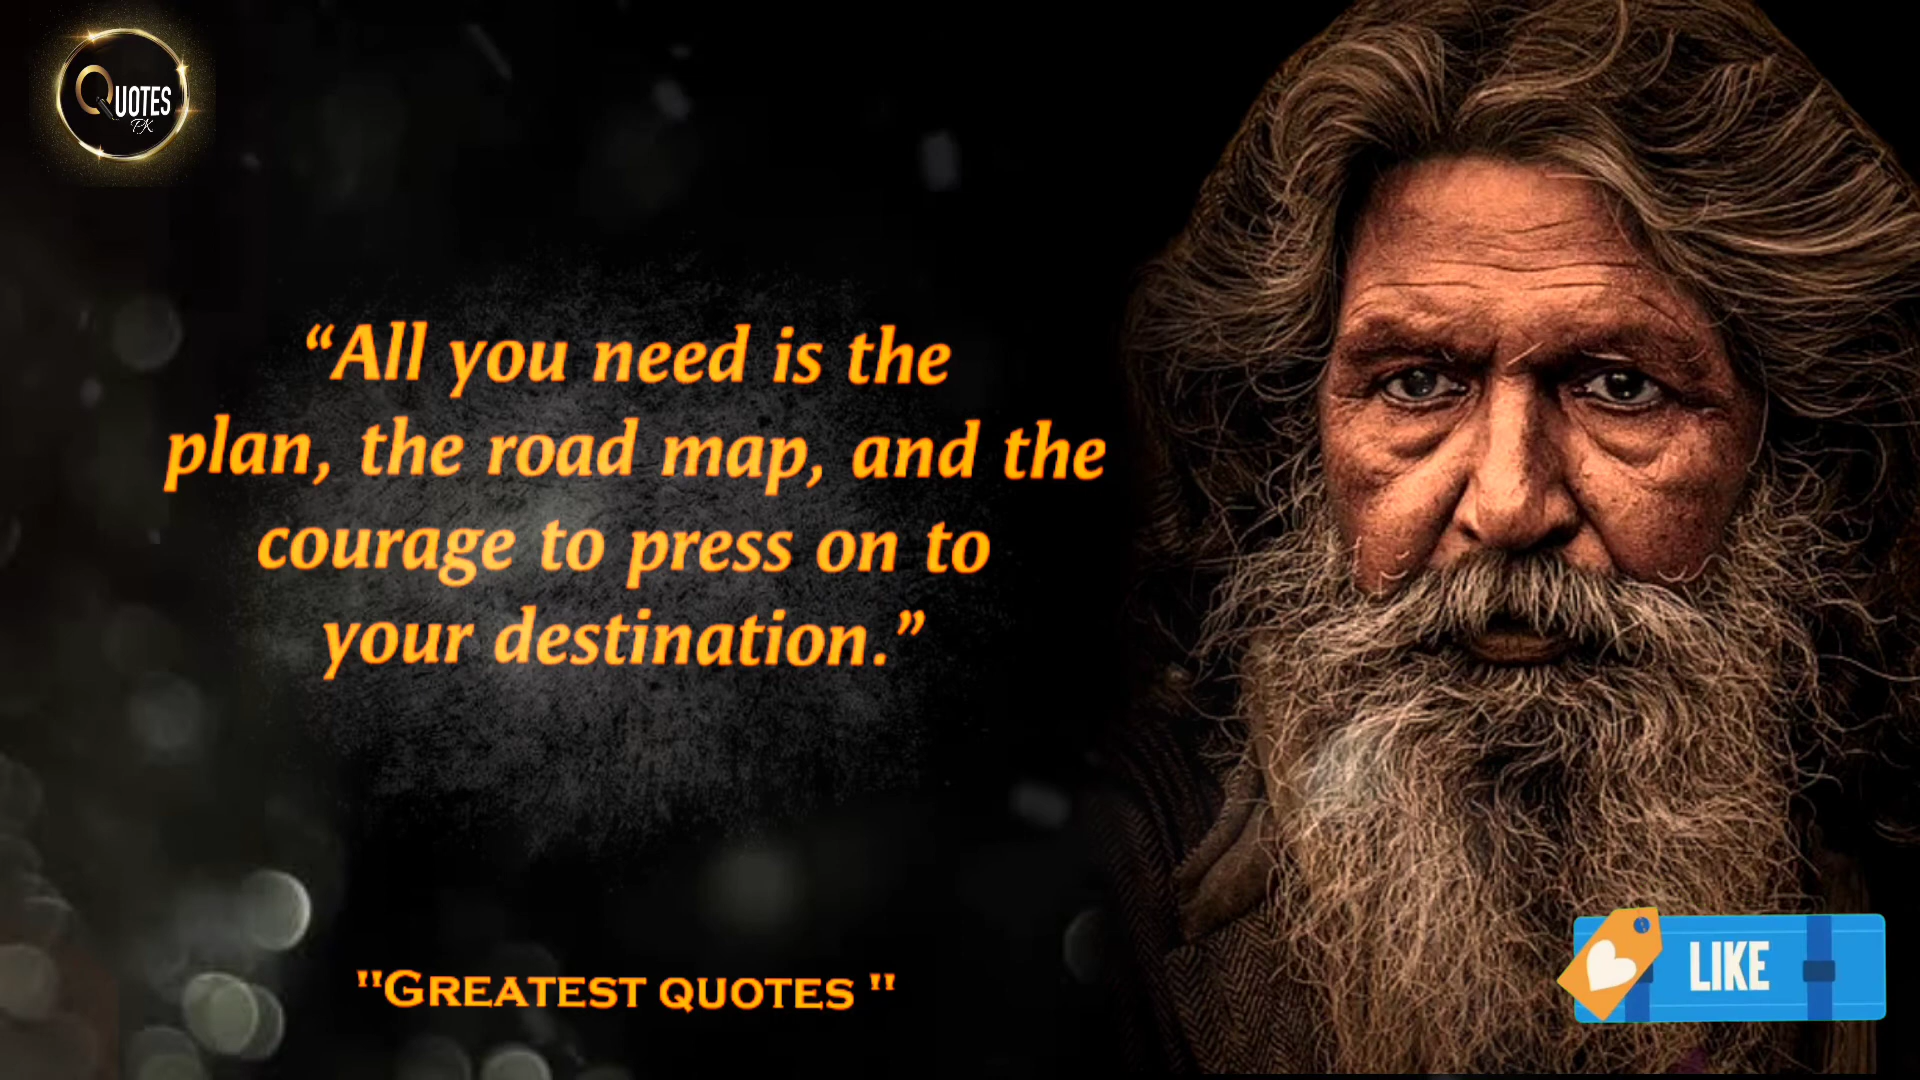 QUOTES
PK
“All you need is the
plan, the road map, and the
courage to press on to
your destination.”
"GREATEST QUOTES "
LIKE